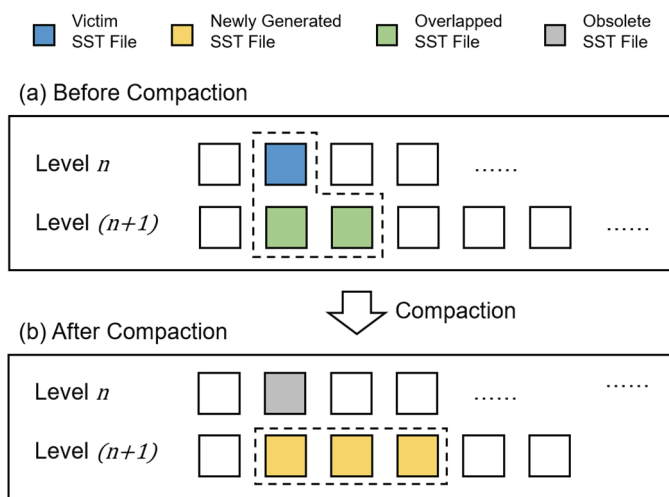 Victim
SST File
Newly Generated
SST File
Overlapped
SST File
Obsolete
SST File
(a) Before Compaction
Level n
......
Level (n+1)
......
Compaction
(b) After Compaction
Level n
......
......
Level (n+1)